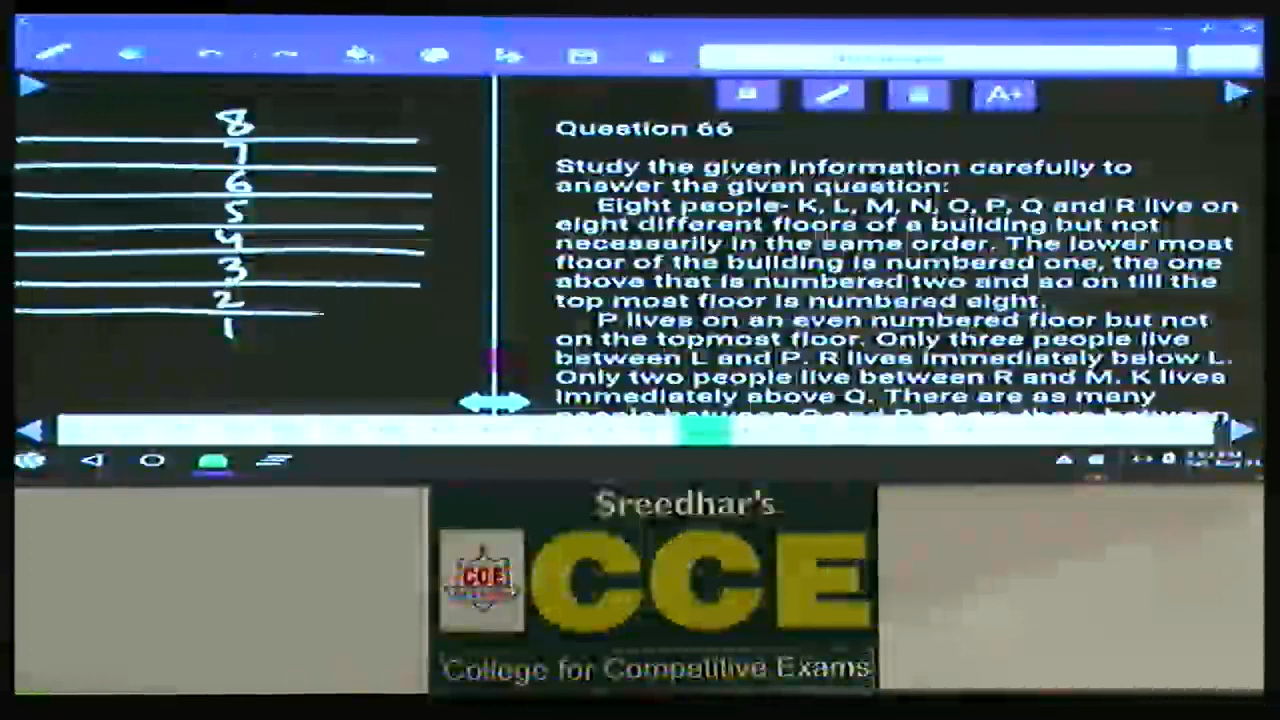 8
7
6
5
4
3
2
1
A+
Question 66
Study the given information carefully to
answer the given question:
Eight people- K, L, M, N, O, P, Q and R live on
eight different floors of a building but not
necessarily in the same order. The lower most
floor of the building is numbered one, the one
above that is numbered two and so on till the
top most floor is numbered eight.
P lives on an even numbered floor but not
on the topmost floor. Only three people live
between L and P. R lives immediately below L.
Only two people live between R and M. K lives
immediately above Q. There are as many
Sreedhar's
CCE
CCE
College for Competitive Exams